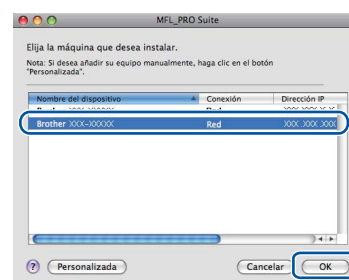 MFL_PRO Suite
Elija la máquina que desea instalar.
Nota: Si desea añadir su equipo manualmente, haga clic en el botón
"Personalizada".
Nombre del dispositivo Conexión Dirección IP
Brother XXX-XXXXX Red XXX.XXX.XXX
? Personalizada Cancelar OK